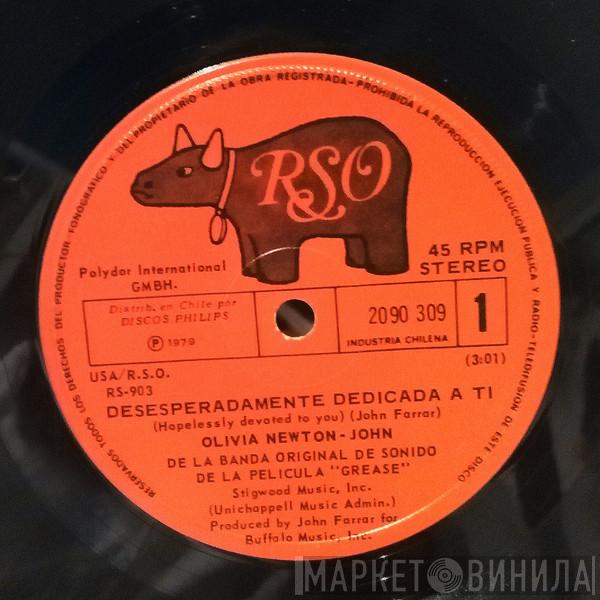 RESERVADOS TODOS LOS DERECHOS DEL PRODUCTOR FONOGRAFICO Y DEL PROPIETARIO DE LA OBRA REGISTRADA-PROHIBIDA LA REPRODUCCION EJECUCION PUBLICA Y RADIO-TELEDIFUSION DE ESTE DISCO
RSO
45 RPM
STEREO
Polydor International
GMBH.
Distrib. en Chile por
DISCOS PHILIPS
Ⓟ 1979
2090 309
INDUSTRIA CHILENA
1
(3:01)
USA/R.S.O.
RS-903
DESESPERADAMENTE DEDICADA A TI
(Hopelessly devoted to you) (John Farrar)
OLIVIA NEWTON-JOHN
DE LA BANDA ORIGINAL DE SONIDO
DE LA PELICULA "GREASE"
Stigwood Music, Inc.
(Unichappell Music Admin.)
Produced by John Farrar for
Buffalo Music, Inc.
МАРКЕТ ВИНИЛА